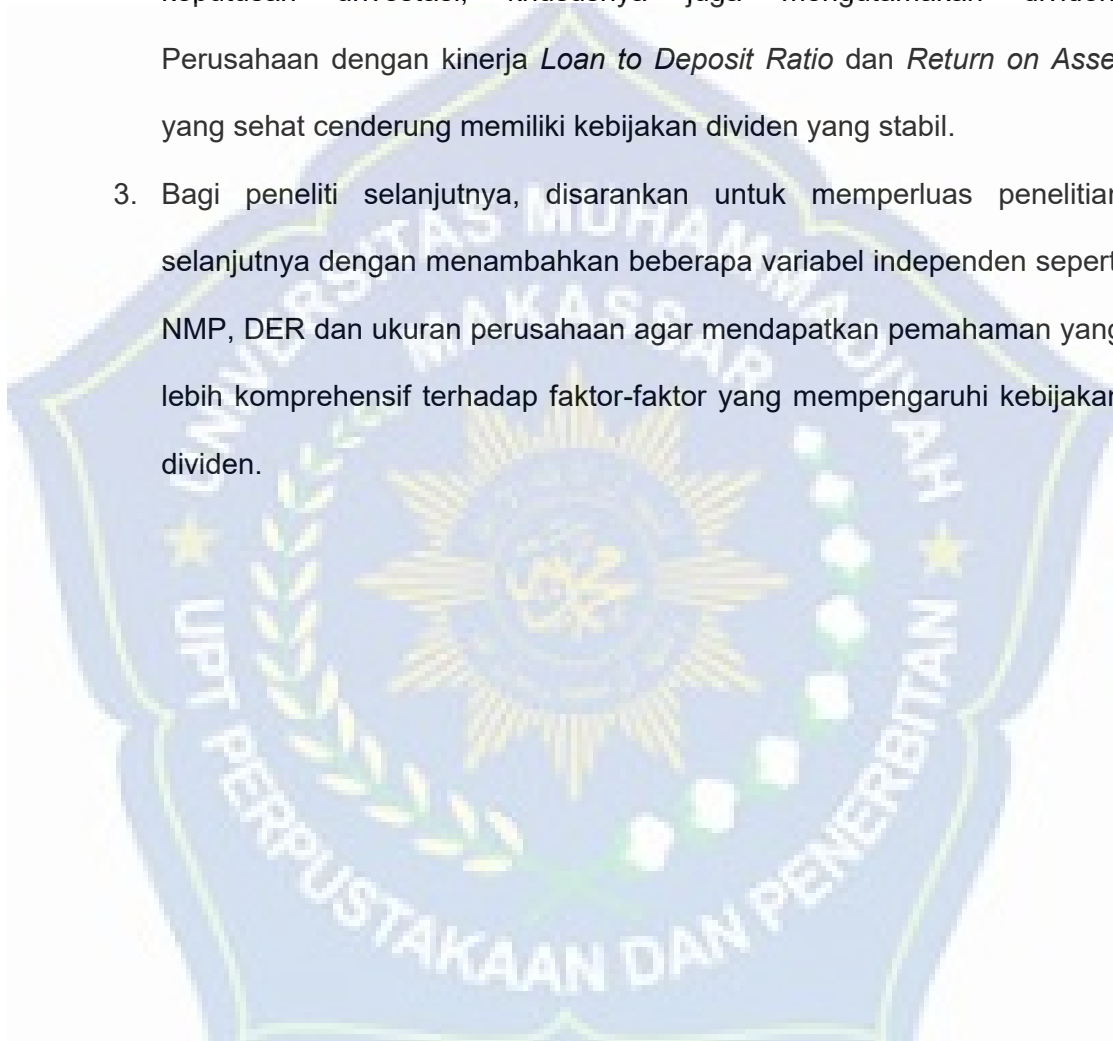 Perusahaan dengan kinerja Loan to Deposit Ratio dan Return on Asse
yang sehat cenderung memiliki kebijakan dividen yang stabil.
3. Bagi peneliti selanjutnya, disarankan untuk memperluas penelitian
selanjutnya dengan menambahkan beberapa variabel independen sepert
NMP, DER dan ukuran perusahaan agar mendapatkan pemahaman yang
lebih komprehensif terhadap faktor-faktor yang mempengaruhi kebijakan
dividen.
UNIVERSITAS MUHAMMADIYAH
MAKASSAR
UPT PERPUSTAKAAN DAN PENERBITAN